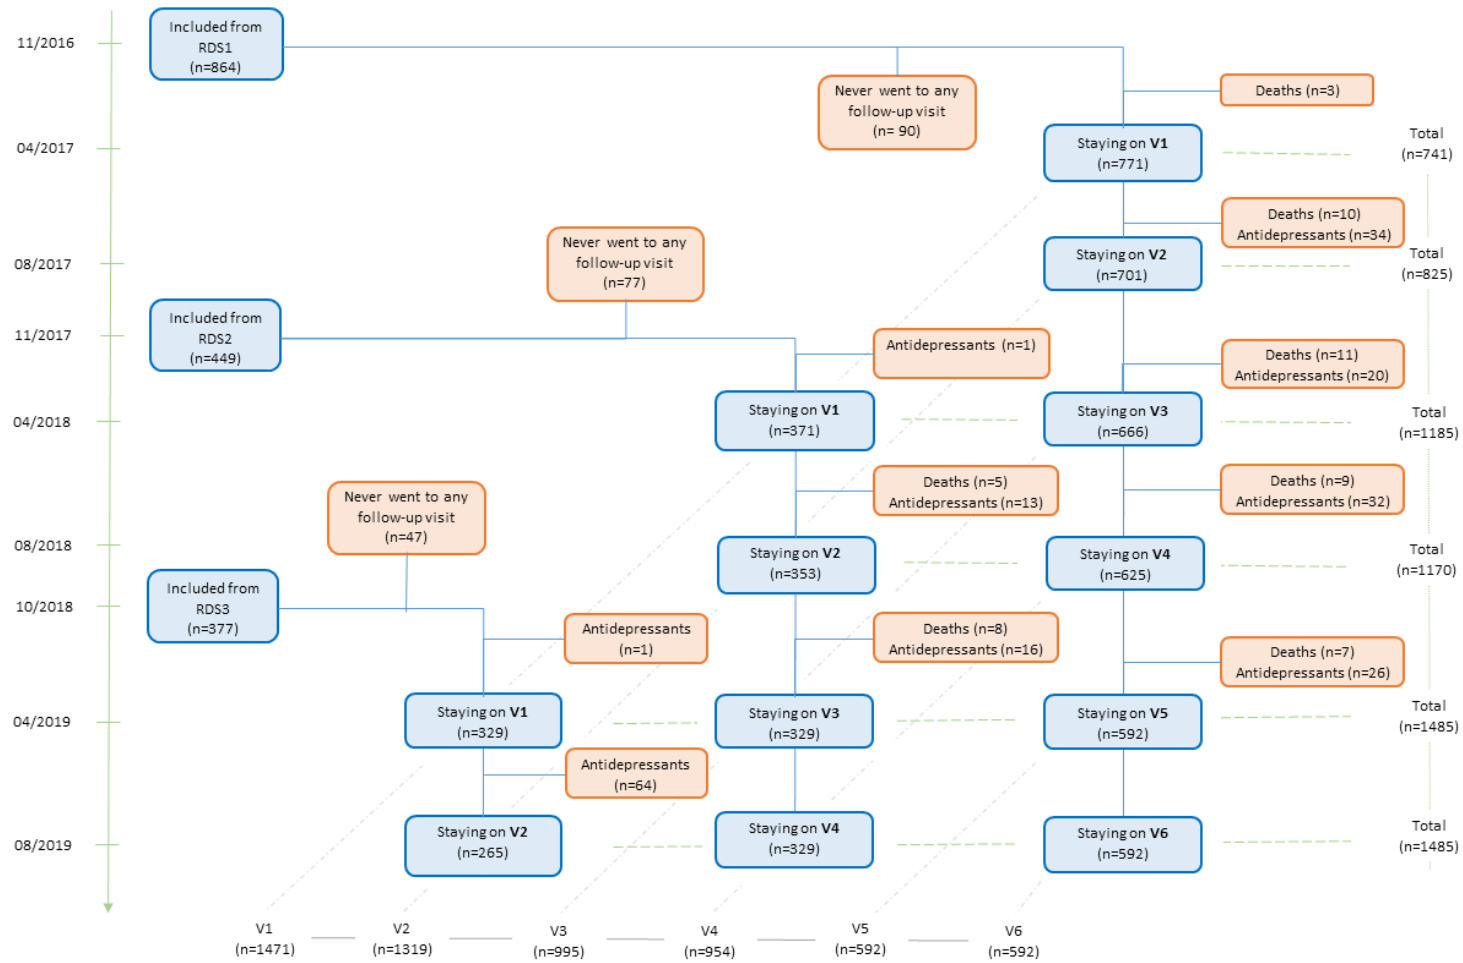 Included from
RDS1
(n=864)
11/2016
Never went to any
follow-up visit
(n= 90)
Deaths (n=3)
04/2017
Staying on V1
(n=771)
Total
(n=741)
Deaths (n=10)
Antidepressants (n=34)
Never went to any
follow-up visit
(n=77)
08/2017
Staying on V2
(n=701)
Total
(n=825)
Included from
RDS2
(n=449)
11/2017
Antidepressants (n=1)
Deaths (n=11)
Antidepressants (n=20)
04/2018
Staying on V1
(n=371)
Staying on V3
(n=666)
Total
(n=1185)
Never went to any
follow-up visit
(n=47)
Deaths (n=5)
Antidepressants (n=13)
Deaths (n=9)
Antidepressants (n=32)
08/2018
Staying on V2
(n=353)
Staying on V4
(n=625)
Total
(n=1170)
Included from
RDS3
(n=377)
10/2018
Antidepressants
(n=1)
Deaths (n=8)
Antidepressants (n=16)
Deaths (n=7)
Antidepressants (n=26)
04/2019
Staying on V1
(n=329)
Staying on V3
(n=329)
Staying on V5
(n=592)
Total
(n=1485)
Antidepressants
(n=64)
08/2019
Staying on V2
(n=265)
Staying on V4
(n=329)
Staying on V6
(n=592)
Total
(n=1485)
V1
(n=1471)
V2
(n=1319)
V3
(n=995)
V4
(n=954)
V5
(n=592)
V6
(n=592)